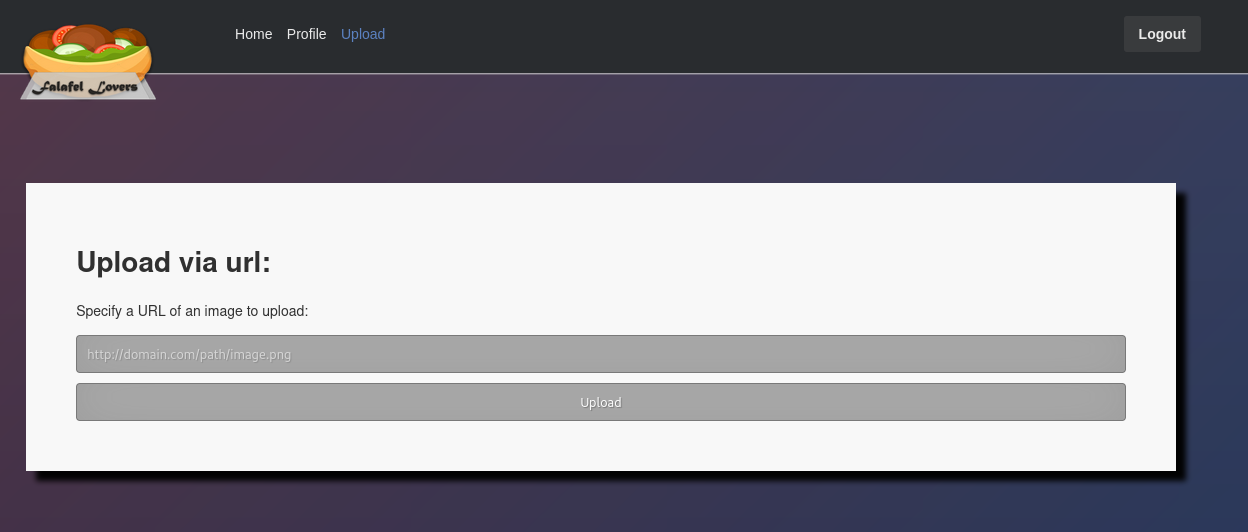 Home Profile Upload
Logout
Falafel Lovers
Upload via url:
Specify a URL of an image to upload:
http://domain.com/path/image.png
Upload